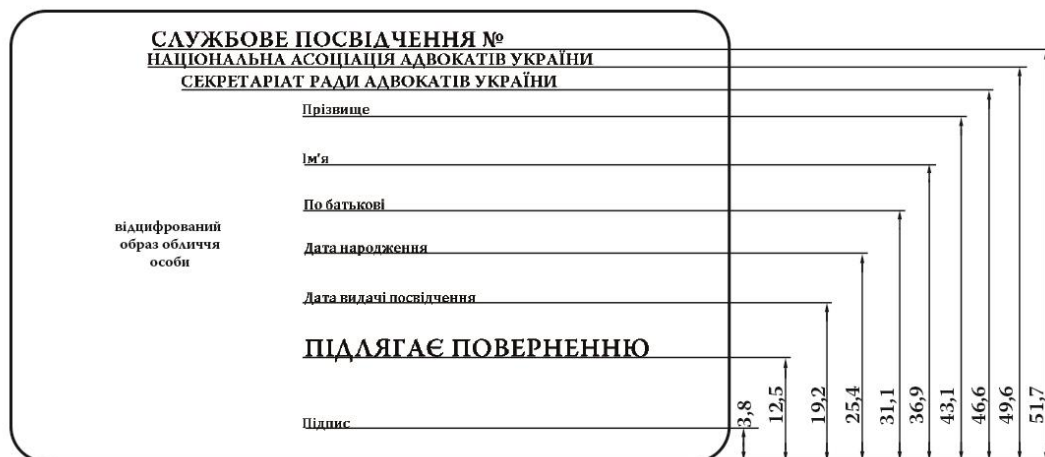 СЛУЖБОВЕ ПОСВІДЧЕННЯ №
НАЦІОНАЛЬНА АСОЦІАЦІЯ АДВОКАТІВ УКРАЇНИ
СЕКРЕТАРІАТ РАДИ АДВОКАТІВ УКРАЇНИ
Прізвище
Ім'я
По батькові
відцифрований
образ обличчя
особи
Дата народження
Дата видачі посвідчення
ПІДЛЯГАЄ ПОВЕРНЕННЮ
Підпис
3,8
12,5
19,2
25,4
31,1
36,9
43,1
46,6
49,6
51,7